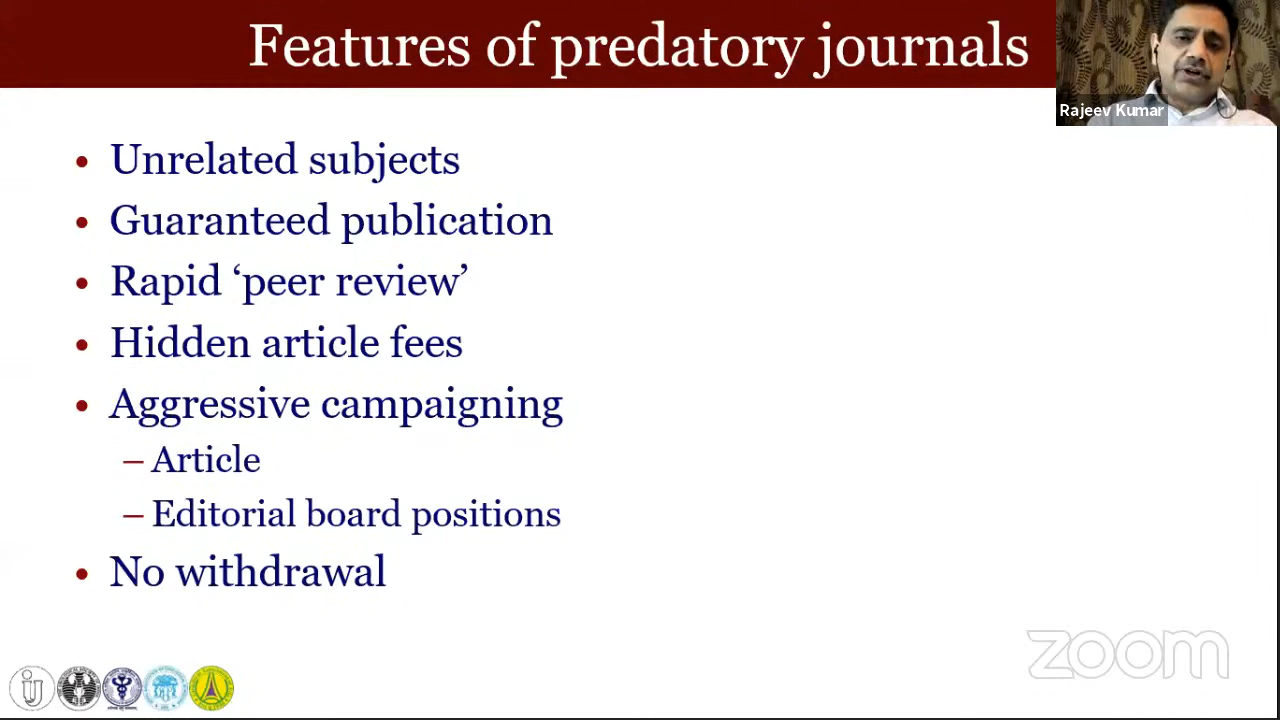 Features of predatory journals
Rajeev Kumar
• Unrelated subjects
• Guaranteed publication
• Rapid ‘peer review’
• Hidden article fees
• Aggressive campaigning
– Article
– Editorial board positions
• No withdrawal
zoom